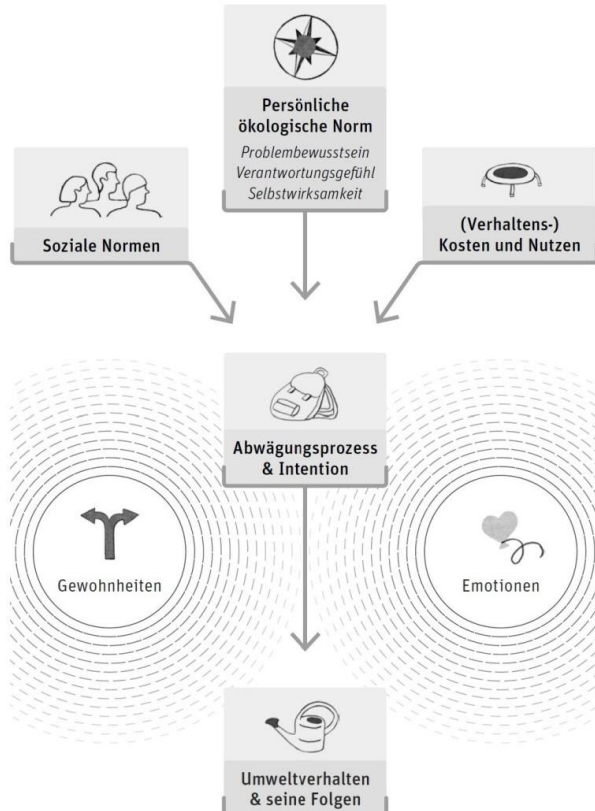 Persönliche
ökologische Norm
Problembewusstsein
Verantwortungsgefühl
Selbstwirksamkeit
Soziale Normen
(Verhaltens-)
Kosten und Nutzen
Abwägungsprozess
& Intention
Gewohnheiten
Emotionen
Umweltverhalten
& seine Folgen